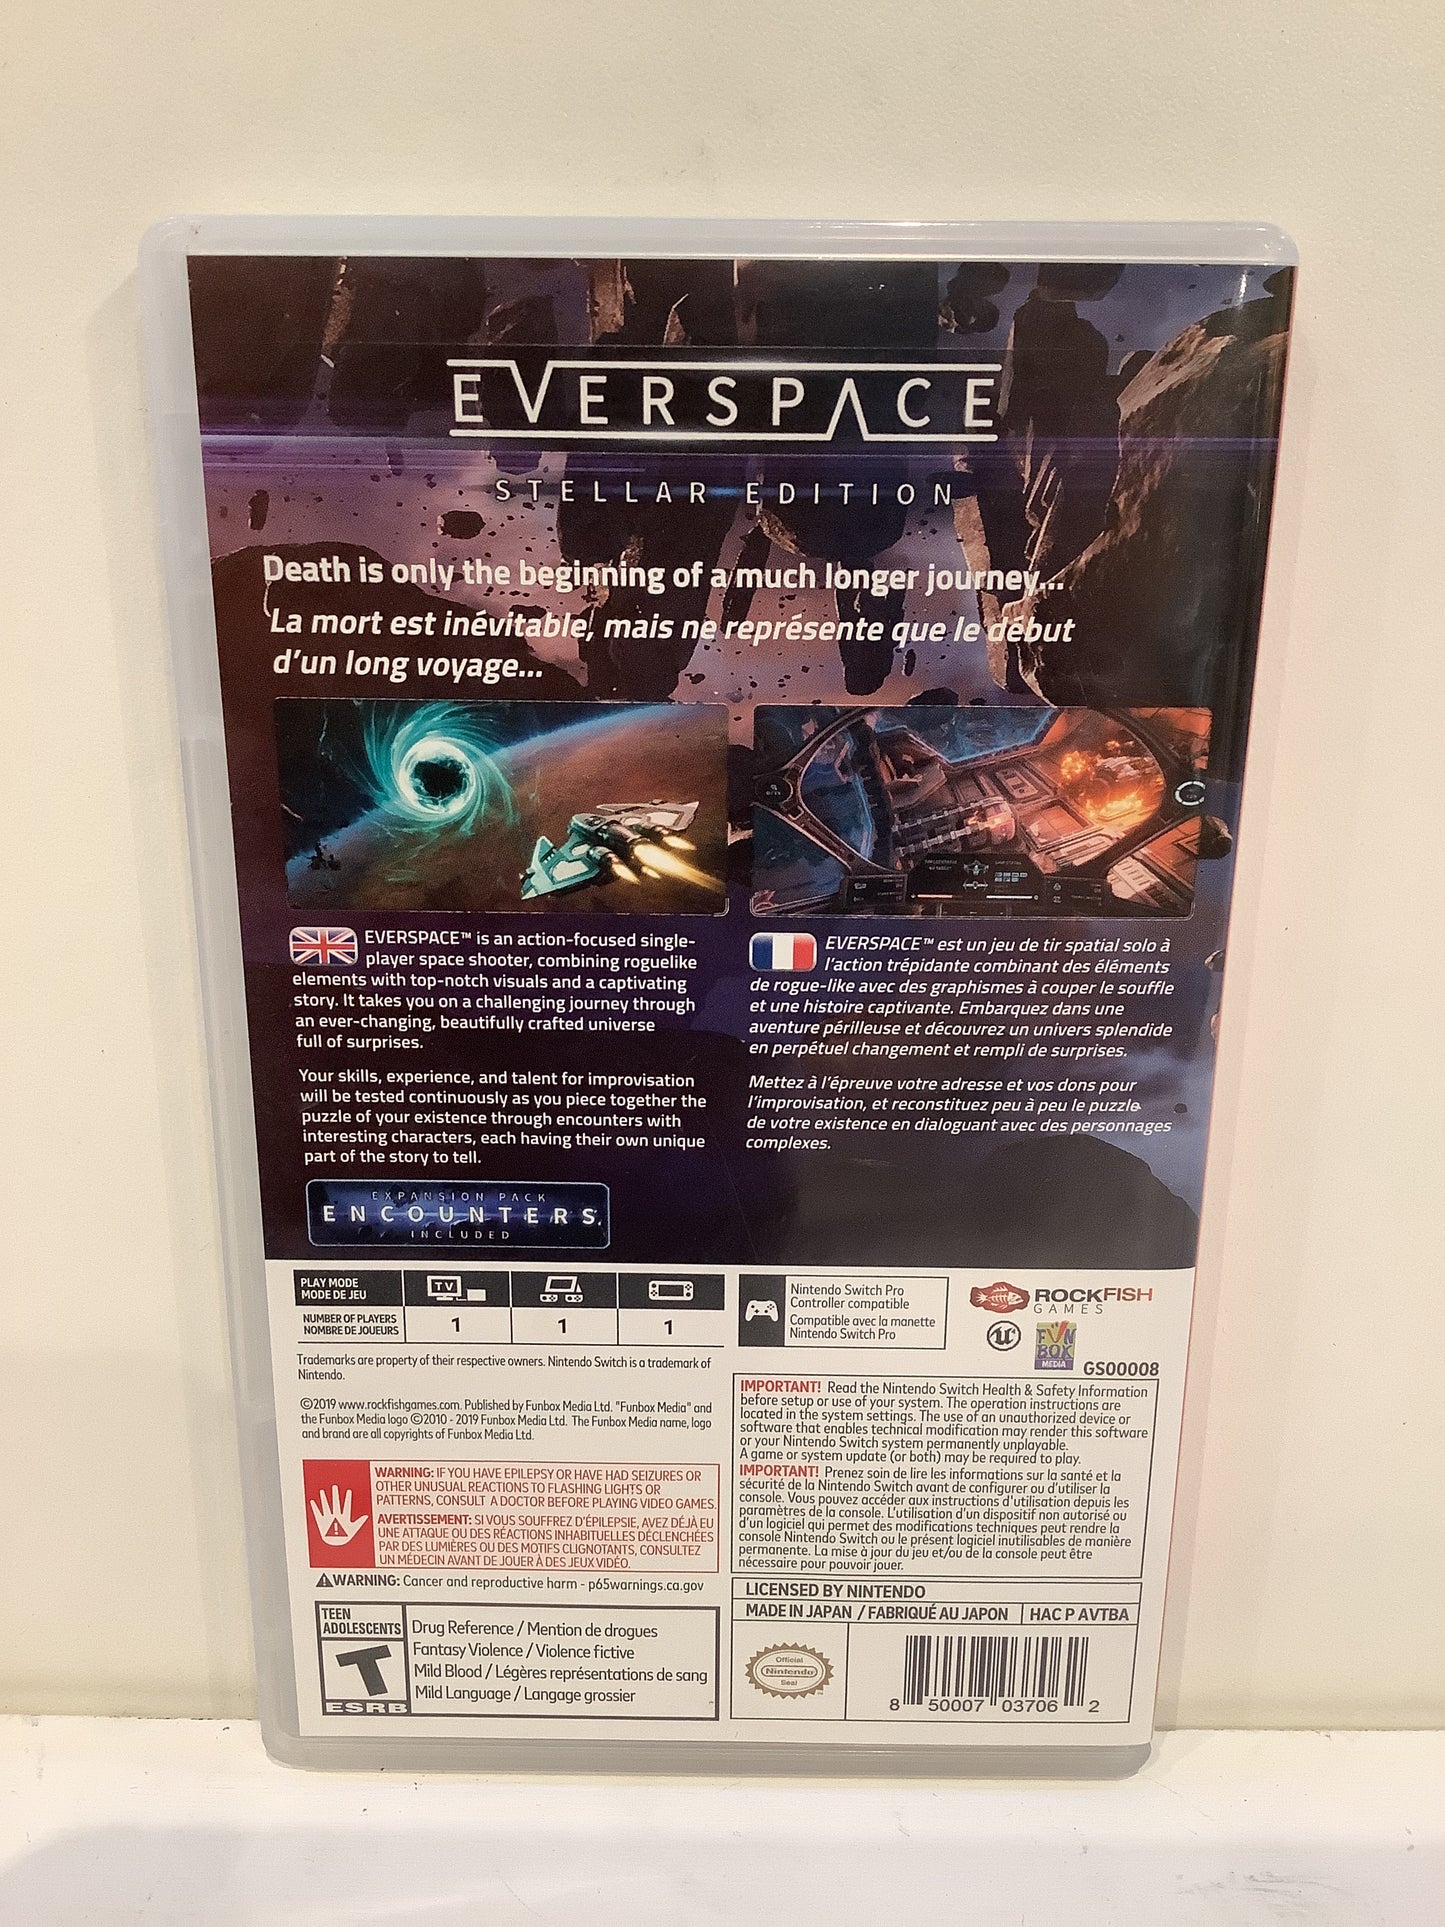 EVERSPACE
STELLAR EDITION
Death is only the beginning of a much longer journey...
La mort est inévitable, mais ne représente que le début
d'un long voyage...
EVERSPACE™ is an action-focused single-
player space shooter, combining roguelike
elements with top-notch visuals and a captivating
story. It takes you on a challenging journey through
an ever-changing, beautifully crafted universe
full of surprises.
Your skills, experience, and talent for improvisation
will be tested continuously as you piece together the
puzzle of your existence through encounters with
interesting characters, each having their own unique
part of the story to tell.
EVERSPACE™ est un jeu de tir spatial solo à
l'action trépidante combinant des éléments
de rogue-like avec des graphismes à couper le souffle
et une histoire captivante. Embarquez dans une
aventure périlleuse et découvrez un univers splendide
en perpétuel changement et rempli de surprises.
Mettez à l'épreuve votre adresse et vos dons pour
l'improvisation, et reconstituez peu à peu le puzzle
de votre existence en dialoguant avec des personnages
complexes.
EXPANSION PACK
ENCOUNTERS
INCLUDED
PLAY MODE
MODE DE JEU
TV
NUMBER OF PLAYERS
NOMBRE DE JOUEURS
1 1 1
Nintendo Switch Pro
Controller compatible
Compatible avec la manette
Nintendo Switch Pro
ROCKFISH
GAMES
FUN
BOX
MEDIA
GS00008
Trademarks are property of their respective owners. Nintendo Switch is a trademark of
Nintendo.
©2019 www.rockfishgames.com. Published by Funbox Media Ltd. "Funbox Media" and
the Funbox Media logo ©2010 - 2019 Funbox Media Ltd. The Funbox Media name, logo
and brand are all copyrights of Funbox Media Ltd.
WARNING: IF YOU HAVE EPILEPSY OR HAVE HAD SEIZURES OR
OTHER UNUSUAL REACTIONS TO FLASHING LIGHTS OR
PATTERNS, CONSULT A DOCTOR BEFORE PLAYING VIDEO GAMES.
AVERTISSEMENT: SI VOUS SOUFFREZ D'ÉPILEPSIE, AVEZ DÉJÀ EU
UNE ATTAQUE OU DES RÉACTIONS INHABITUELLES DÉCLENCHÉES
PAR DES LUMIÈRES OU DES MOTIFS CLIGNOTANTS, CONSULTEZ
UN MÉDECIN AVANT DE JOUER À DES JEUX VIDÉO.
WARNING: Cancer and reproductive harm - p65warnings.ca.gov
TEEN
ADOLESCENTS
T
ESRB
Drug Reference / Mention de drogues
Fantasy Violence / Violence fictive
Mild Blood / Légères représentations de sang
Mild Language / Langage grossier
IMPORTANT! Read the Nintendo Switch Health & Safety Information
before setup or use of your system. The operation instructions are
located in the system settings. The use of an unauthorized device or
software that enables technical modification may render this software
or your Nintendo Switch system permanently unplayable.
A game or system update (or both) may be required to play.
IMPORTANT! Prenez soin de lire les informations sur la santé et la
sécurité de la Nintendo Switch avant de configurer ou d'utiliser la
console. Vous pouvez accéder aux instructions d'utilisation depuis les
paramètres de la console. L'utilisation d'un dispositif non autorisé ou
d'un logiciel qui permet des modifications techniques peut rendre la
console Nintendo Switch ou le présent logiciel inutilisables de manière
permanente. La mise à jour du jeu et/ou de la console peut être
nécessaire pour pouvoir jouer.
LICENSED BY NINTENDO
MADE IN JAPAN / FABRIQUÉ AU JAPON HAC P AVTBA
Official
Nintendo
Seal
8 50007 03706 2